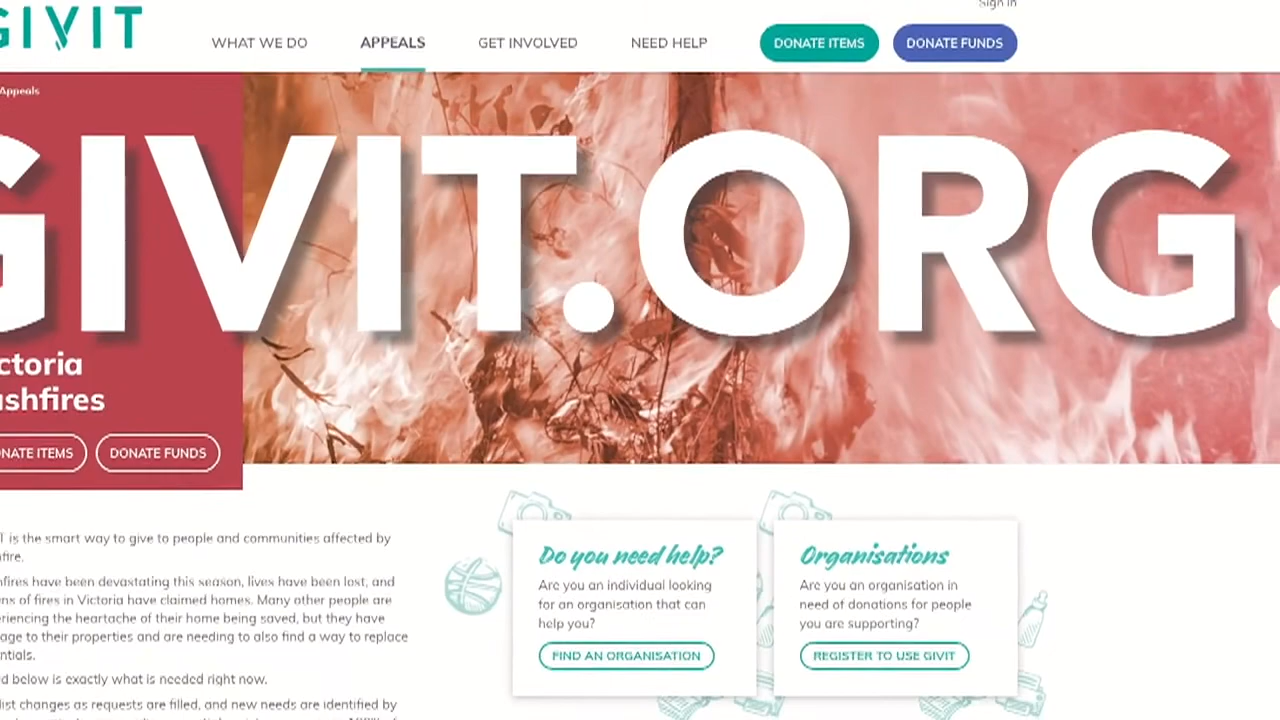 Sign in
GIVIT
WHAT WE DO
APPEALS
GET INVOLVED
NEED HELP
DONATE ITEMS
DONATE FUNDS
Appeals
GIVIT.ORG.
ctoria
shfires
NATE ITEMS
DONATE FUNDS
is the smart way to give to people and communities affected by
fire.
fires have been devastating this season, lives have been lost, and
ns of fires in Victoria have claimed homes. Many other people are
riencing the heartache of their home being saved, but they have
age to their properties and are needing to also find a way to replace
ntials.
d below is exactly what is needed right now.
list changes as requests are filled, and new needs are identified by
Do you need help?
Are you an individual looking
for an organisation that can
help you?
FIND AN ORGANISATION
Organisations
Are you an organisation in
need of donations for people
you are supporting?
REGISTER TO USE GIVIT